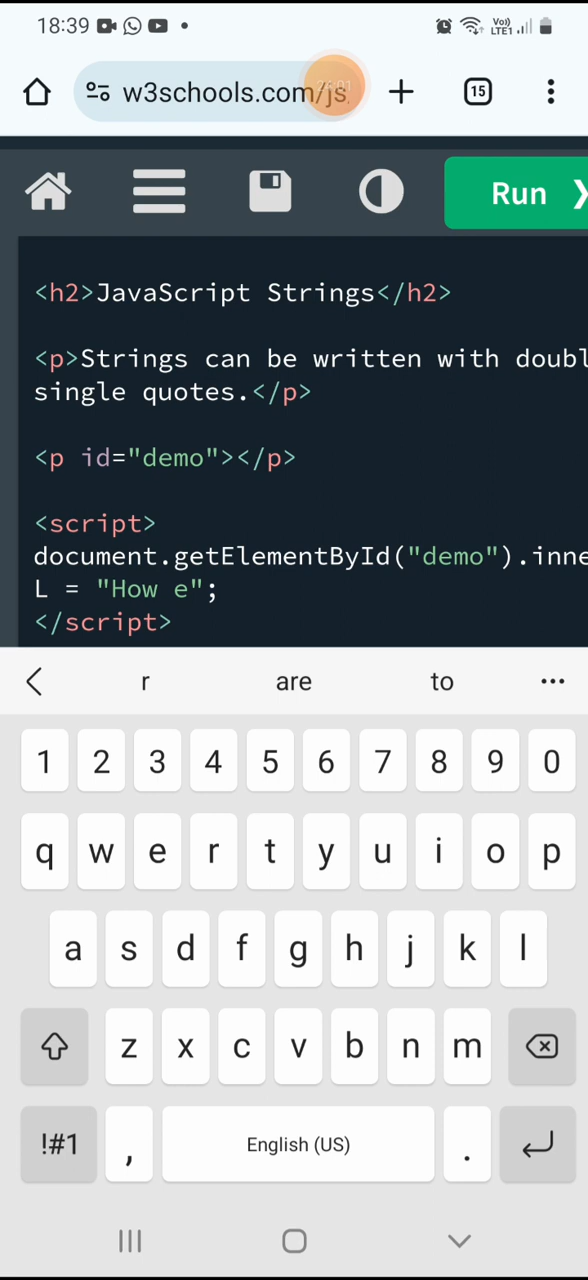 18:39 Vo)) LTE1
w3schools.com/js 15
Run
<h2>JavaScript Strings</h2>
<p>Strings can be written with doubl
single quotes.</p>
<p id="demo"></p>
<script>
document.getElementById("demo").inne
L = "How e";
</script>
r are to
1 2 3 4 5 6 7 8 9 0
q w e r t y u i o p
a s d f g h j k l
z x c v b n m
!#1 , English (US) .